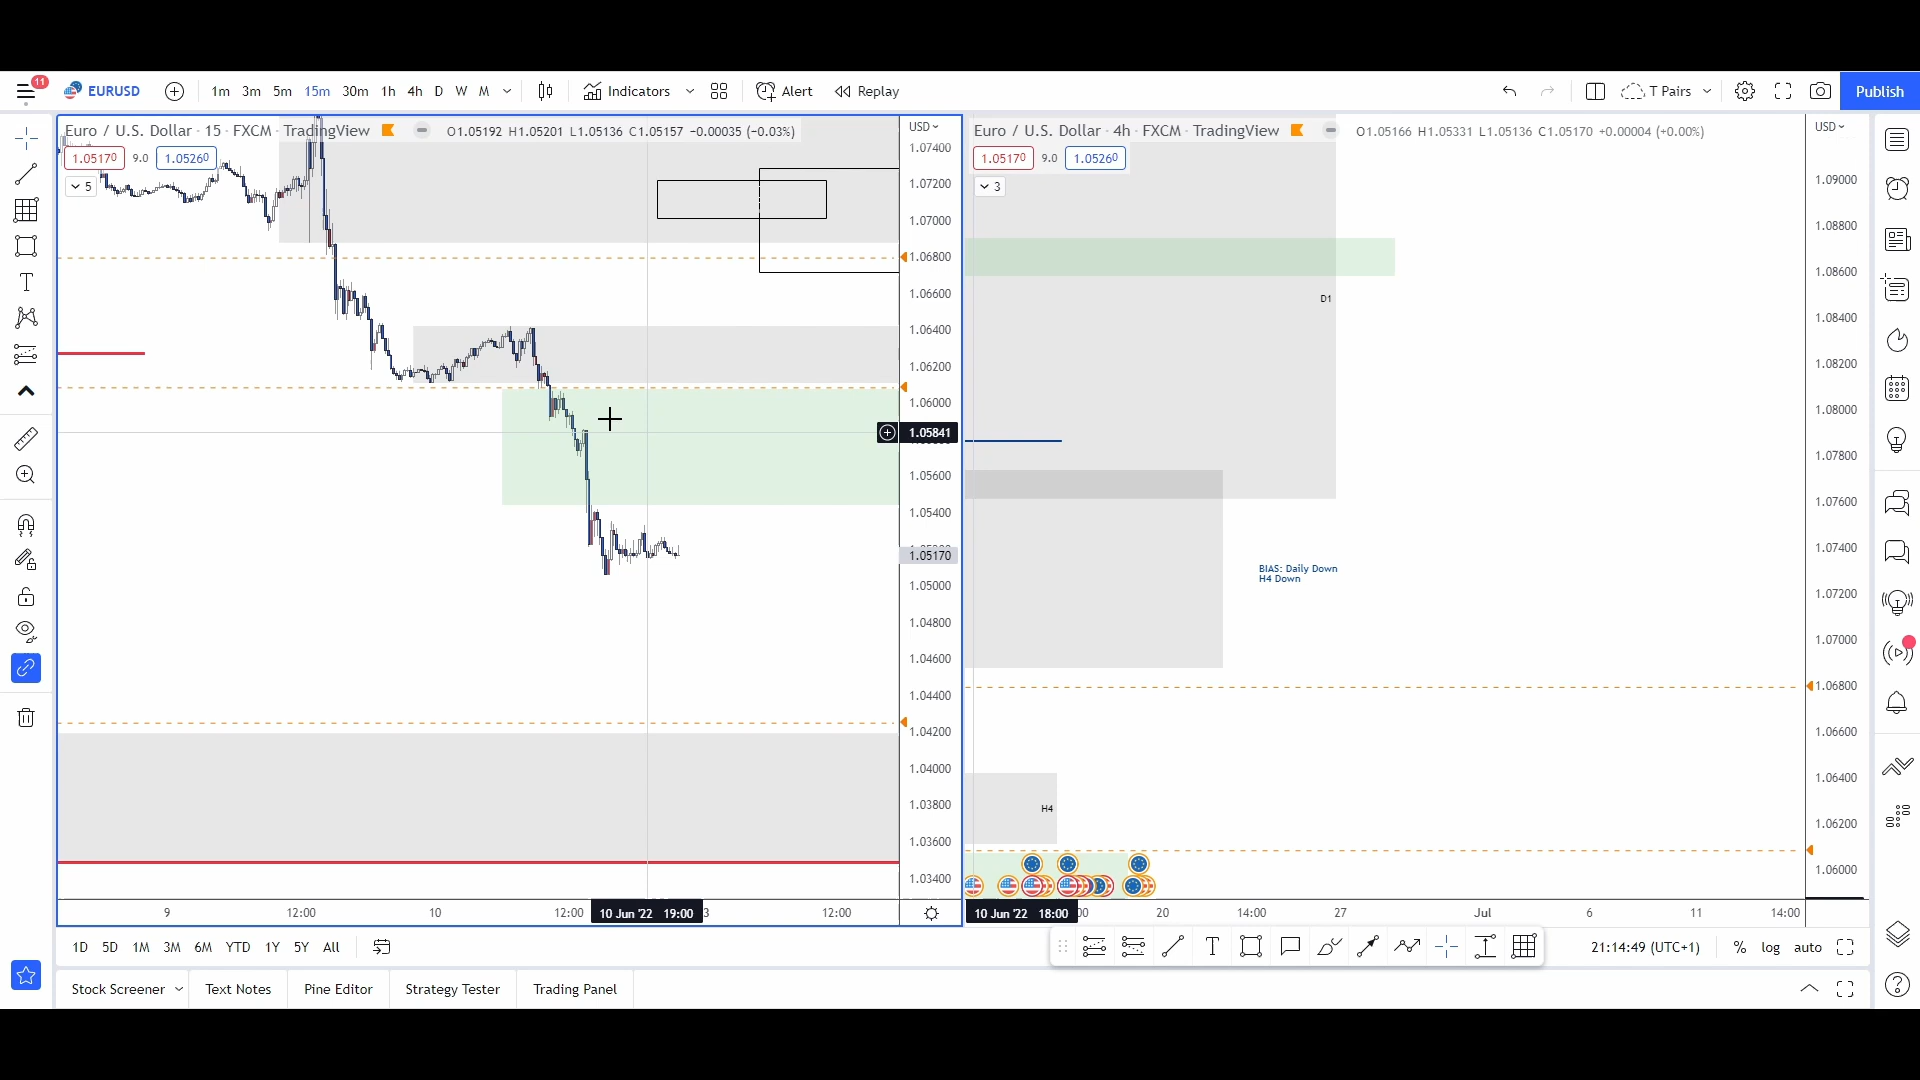 11
EURUSD
1m 3m 5m 15m 30m 1h 4h D W M
Indicators
Alert
Replay
T Pairs
Publish
Euro / U.S. Dollar · 15 · FXCM · TradingView
O1.05192 H1.05201 L1.05136 C1.05157 −0.00035 (−0.03%)
1.05170 9.0 1.05260
5
USD
1.07400
1.07200
1.07000
1.06800
1.06600
1.06400
1.06200
1.06000
1.05841
1.05600
1.05400
1.05170
1.05000
1.04800
1.04600
1.04400
1.04200
1.04000
1.03800
1.03600
1.03400
9 12:00 10 12:00 10 Jun '22 19:00 3 12:00
Euro / U.S. Dollar · 4h · FXCM · TradingView
O1.05166 H1.05331 L1.05136 C1.05170 +0.00004 (+0.00%)
1.05170 9.0 1.05260
3
USD
1.09000
1.08800
1.08600
D1
1.08400
1.08200
1.08000
1.07800
1.07600
1.07400
BIAS: Daily Down
H4 Down
1.07200
1.07000
1.06800
1.06600
1.06400
H4
1.06200
1.06000
10 Jun '22 18:00 :00 20 14:00 27 Jul 6 11 14:00
1D 5D 1M 3M 6M YTD 1Y 5Y All
21:14:49 (UTC+1) % log auto
Stock Screener
Text Notes
Pine Editor
Strategy Tester
Trading Panel